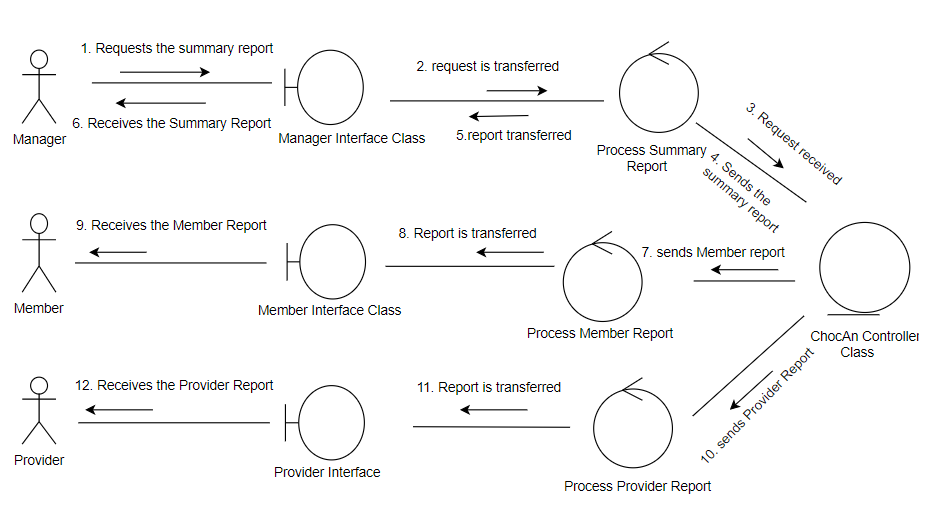 1. Requests the summary report
2. request is transferred
3. Request received
6. Receives the Summary Report
5.report transferred
Manager
Manager Interface Class
Process Summary
Report
4. Sends the
summary report
9. Receives the Member Report
8. Report is transferred
7. sends Member report
Member
Member Interface Class
Process Member Report
ChocAn Controller
Class
12. Receives the Provider Report
11. Report is transferred
10. sends Provider Report
Provider
Provider Interface
Process Provider Report